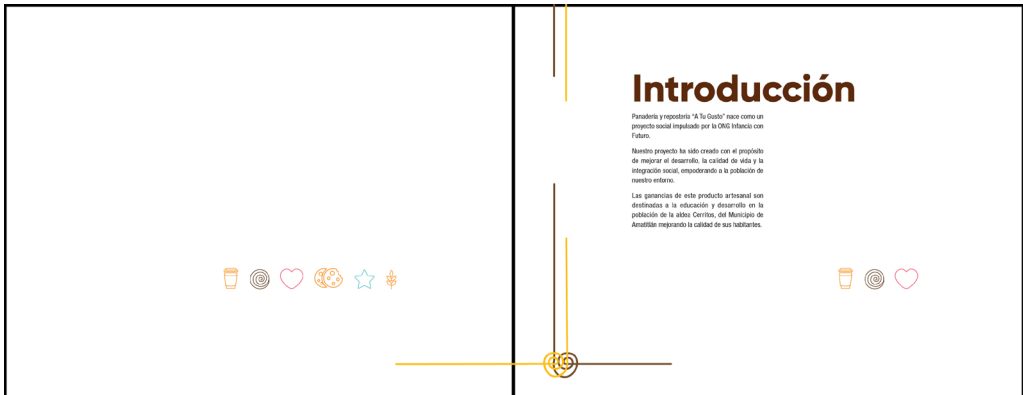 Introducción
Panadería y repostería "A Tu Gusto" nace como un
proyecto social impulsado por la ONG Infancia con
Futuro.
Nuestro proyecto ha sido creado con el propósito
de mejorar el desarrollo, la calidad de vida y la
integración social, empoderando a la población de
nuestro entorno.
Las ganancias de este producto artesanal son
destinadas a la educación y desarrollo en la
población de la aldea Cerritos, del Municipio de
Amatitlán mejorando la calidad de sus habitantes.